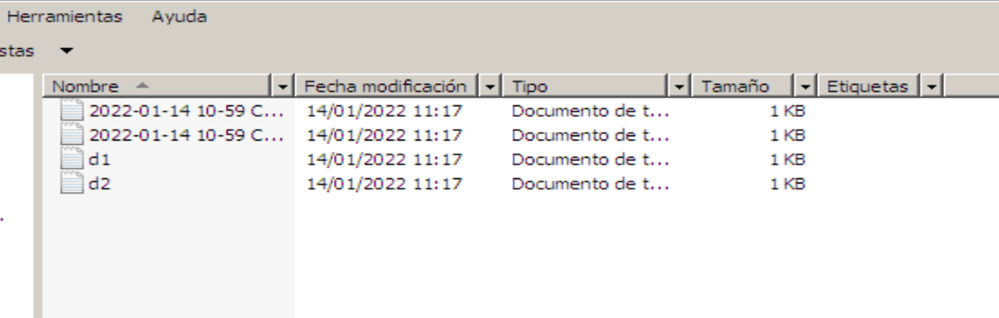 Herramientas Ayuda
stas
Nombre Fecha modificación Tipo Tamaño Etiquetas
2022-01-14 10-59 C... 14/01/2022 11:17 Documento de t... 1 KB
2022-01-14 10-59 C... 14/01/2022 11:17 Documento de t... 1 KB
d1 14/01/2022 11:17 Documento de t... 1 KB
d2 14/01/2022 11:17 Documento de t... 1 KB
.